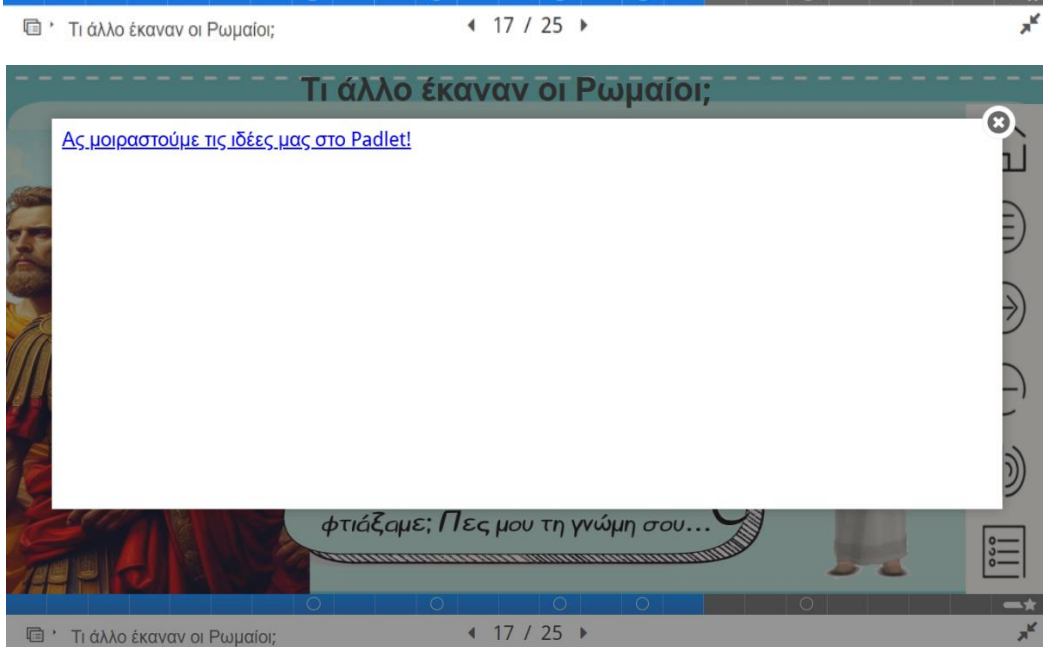 Τι άλλο έκαναν οι Ρωμαίοι;
17 / 25
Τι άλλο έκαναν οι Ρωμαίοι;
Ας μοιραστούμε τις ιδέες μας στο Padlet!
φτιάξαμε; Πες μου τη γνώμη σου...
Τι άλλο έκαναν οι Ρωμαίοι;
17 / 25